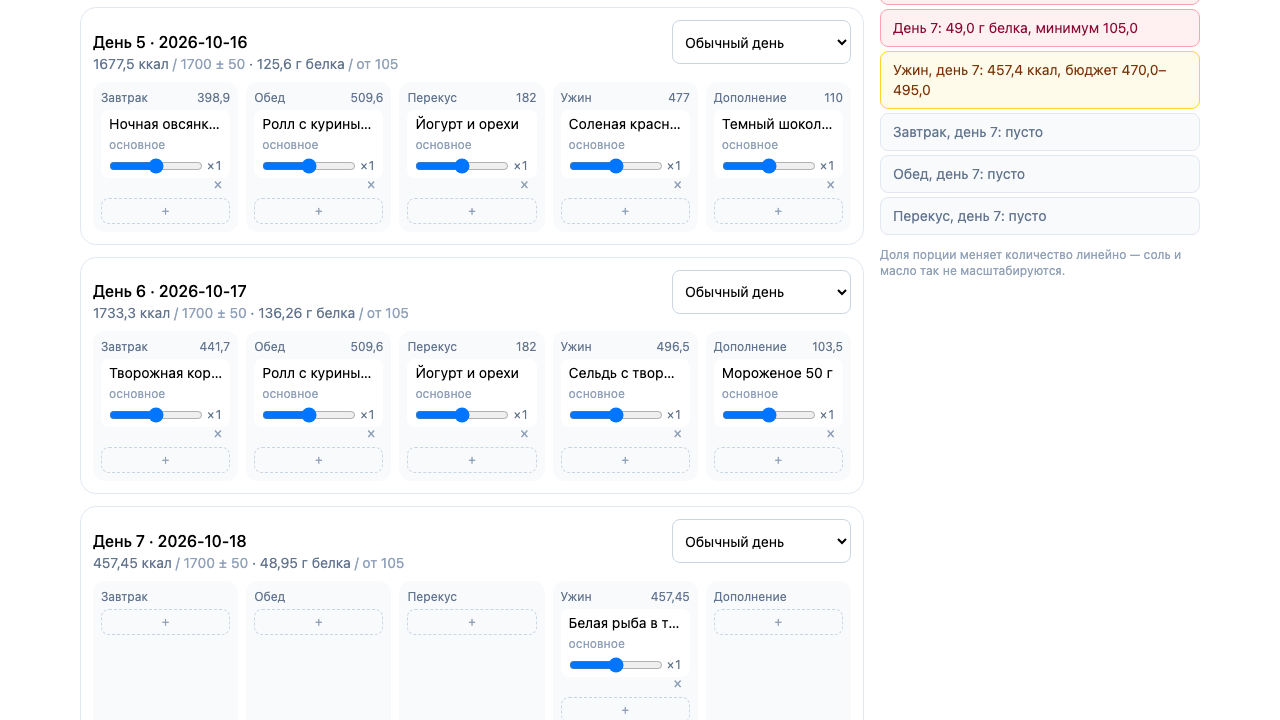 День 5 · 2026-10-16
Обычный день
1677,5 ккал / 1700 ± 50 · 125,6 г белка / от 105
Завтрак 398,9
Ночная овсянк...
основное
×1
×
+
Обед 509,6
Ролл с курины...
основное
×1
×
+
Перекус 182
Йогурт и орехи
основное
×1
×
+
Ужин 477
Соленая красн...
основное
×1
×
+
Дополнение 110
Темный шокол...
основное
×1
×
+
День 6 · 2026-10-17
Обычный день
1733,3 ккал / 1700 ± 50 · 136,26 г белка / от 105
Завтрак 441,7
Творожная кор...
основное
×1
×
+
Обед 509,6
Ролл с курины...
основное
×1
×
+
Перекус 182
Йогурт и орехи
основное
×1
×
+
Ужин 496,5
Сельдь с твор...
основное
×1
×
+
Дополнение 103,5
Мороженое 50 г
основное
×1
×
+
День 7 · 2026-10-18
Обычный день
457,45 ккал / 1700 ± 50 · 48,95 г белка / от 105
Завтрак
+
Обед
+
Перекус
+
Ужин 457,45
Белая рыба в т...
основное
×1
×
+
Дополнение
+
День 7: 49,0 г белка, минимум 105,0
Ужин, день 7: 457,4 ккал, бюджет 470,0–
495,0
Завтрак, день 7: пусто
Обед, день 7: пусто
Перекус, день 7: пусто
Доля порции меняет количество линейно — соль и
масло так не масштабируются.